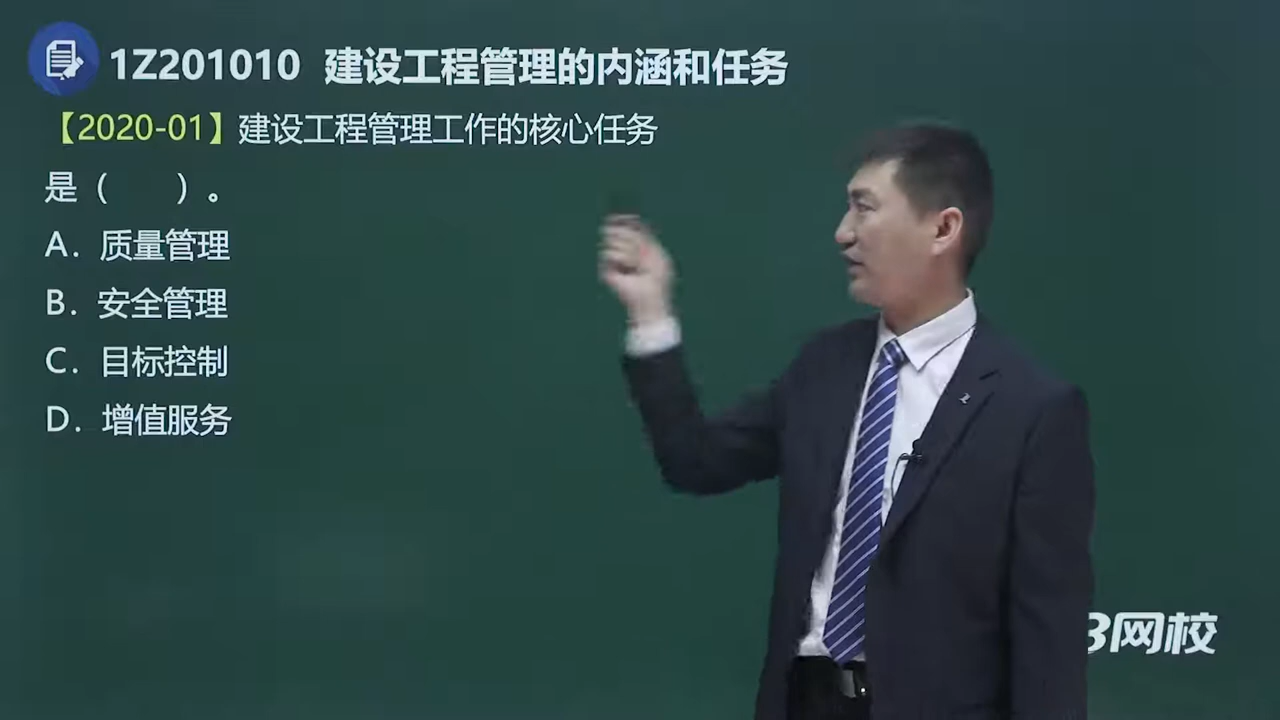 1Z201010 建设工程管理的内涵和任务
【2020-01】建设工程管理工作的核心任务
是（　　）。
A．质量管理
B．安全管理
C．目标控制
D．增值服务
3网校